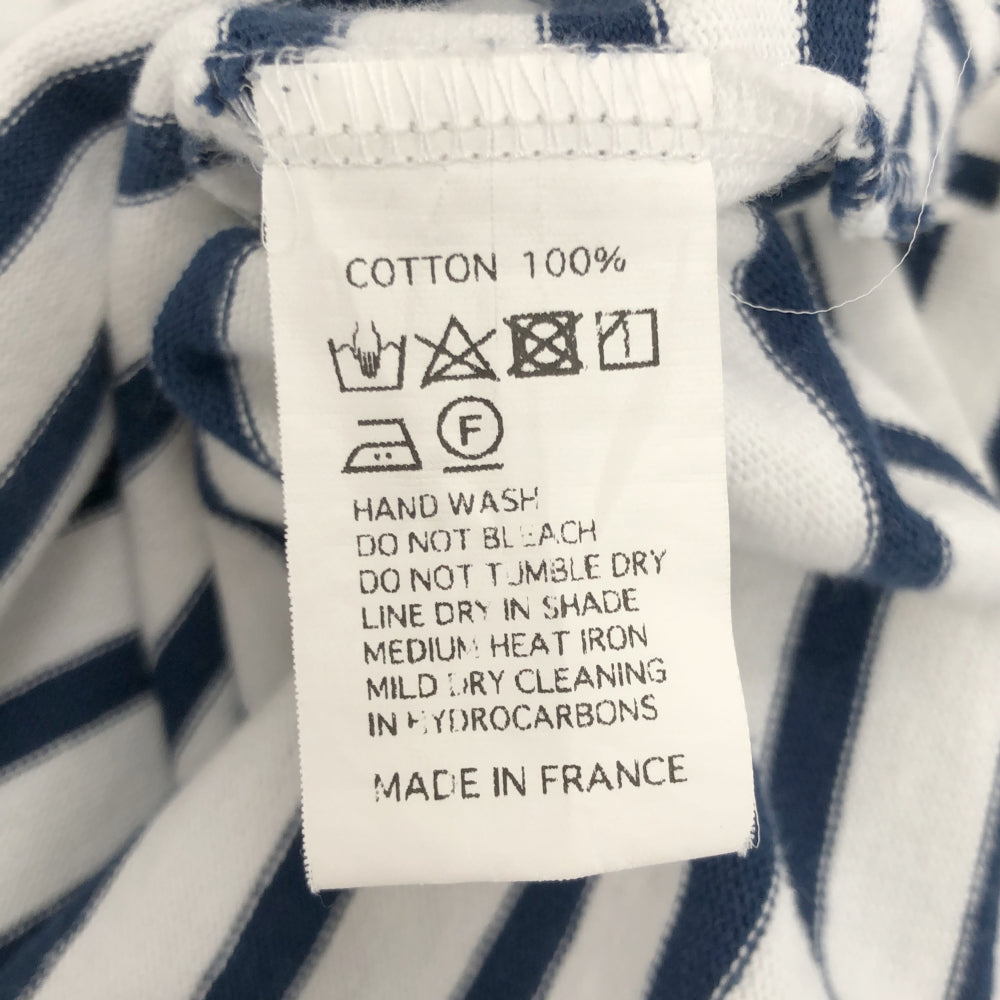 COTTON 100%
F
HAND WASH
DO NOT BLEACH
DO NOT TUMBLE DRY
LINE DRY IN SHADE
MEDIUM HEAT IRON
MILD DRY CLEANING
IN HYDROCARBONS
MADE IN FRANCE